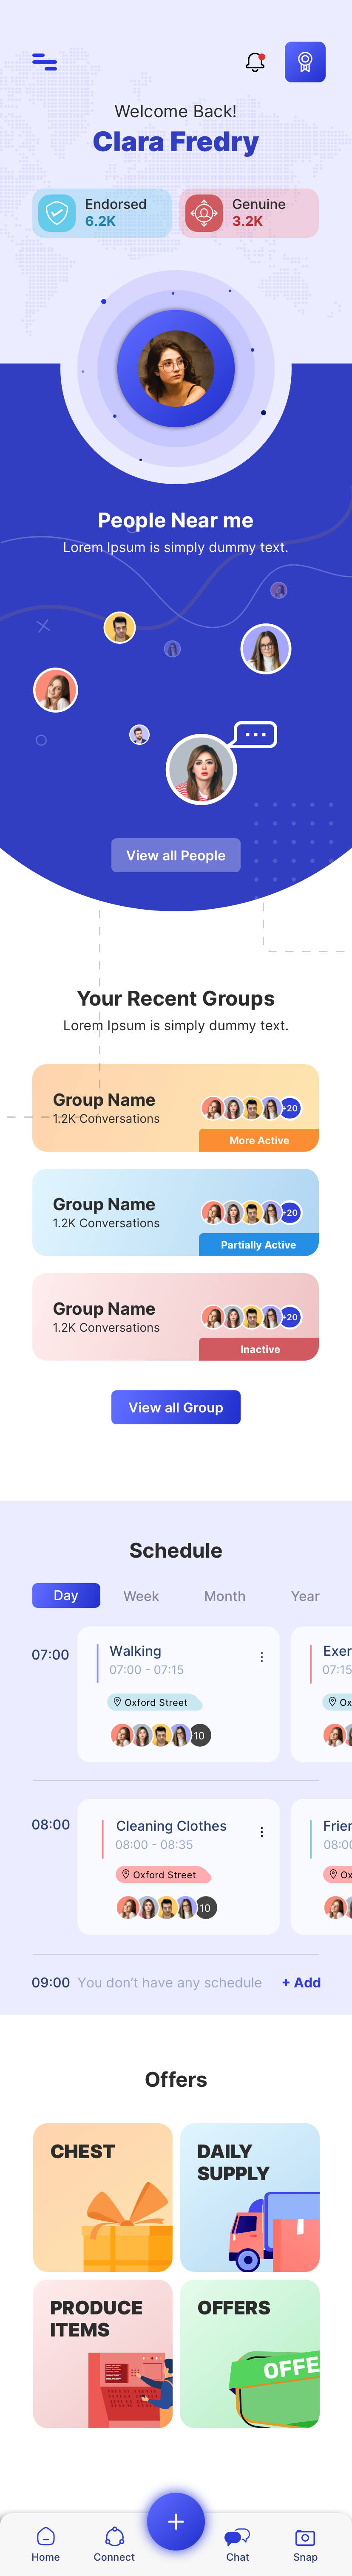 Welcome Back!
Clara Fredry
Endorsed
6.2K
Genuine
3.2K
People Near me
Lorem Ipsum is simply dummy text.
View all People
Your Recent Groups
Lorem Ipsum is simply dummy text.
Group Name
1.2K Conversations
+20
More Active
Group Name
1.2K Conversations
+20
Partially Active
Group Name
1.2K Conversations
+20
Inactive
View all Group
Schedule
Day
Week
Month
Year
07:00
Walking
07:00 - 07:15
Oxford Street
10
Exer
07:15
Ox
08:00
Cleaning Clothes
08:00 - 08:35
Oxford Street
10
Frier
08:00
Ox
09:00
You don't have any schedule
+ Add
Offers
CHEST
DAILY
SUPPLY
PRODUCE
ITEMS
OFFERS
OFFE
Home
Connect
Chat
Snap